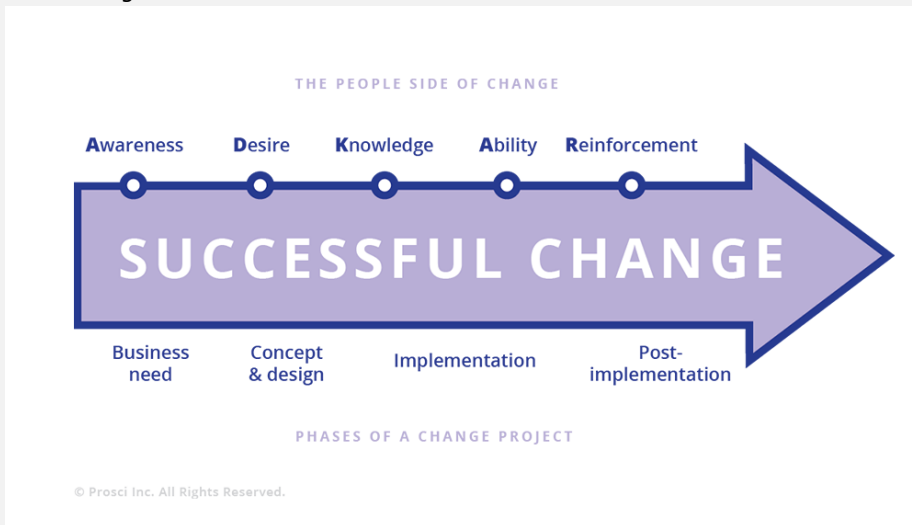 THE PEOPLE SIDE OF CHANGE
Awareness Desire Knowledge Ability Reinforcement
SUCCESSFUL CHANGE
Business need
Concept & design
Implementation
Post-implementation
PHASES OF A CHANGE PROJECT
© Prosci Inc. All Rights Reserved.